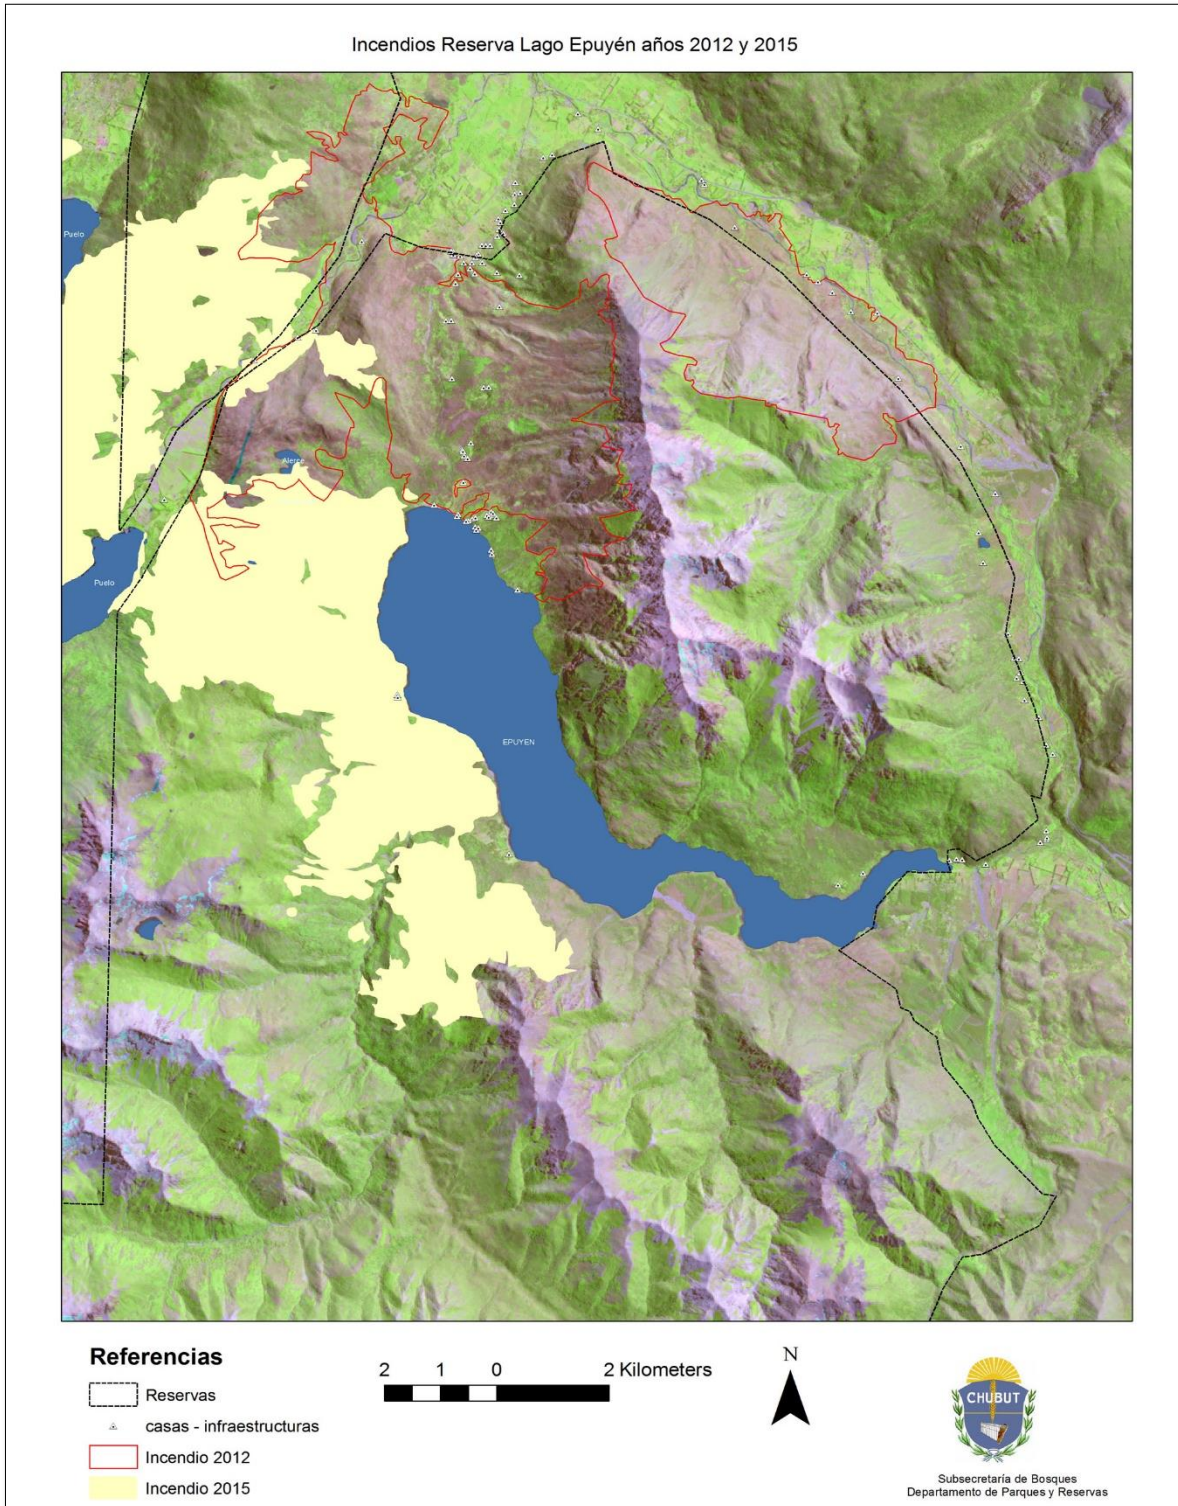 Incendios Reserva Lago Epuyén años 2012 y 2015
Puelo
Alerce
Puelo
EPUYEN
Referencias
Reservas
casas - infraestructuras
Incendio 2012
Incendio 2015
2 1 0 2 Kilometers
N
CHUBUT
Subsecretaría de Bosques
Departamento de Parques y Reservas